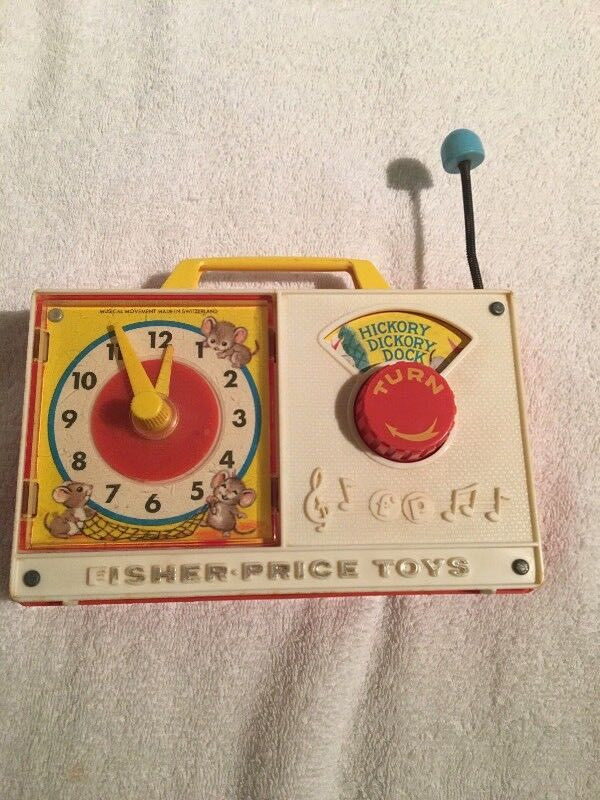 MUSICAL MOVEMENT MADE IN SWITZERLAND
12
11
1
10
2
9
3
8
4
7
6
5
HICKORY
DICKORY
DOCK
TURN
FP
FISHER-PRICE TOYS